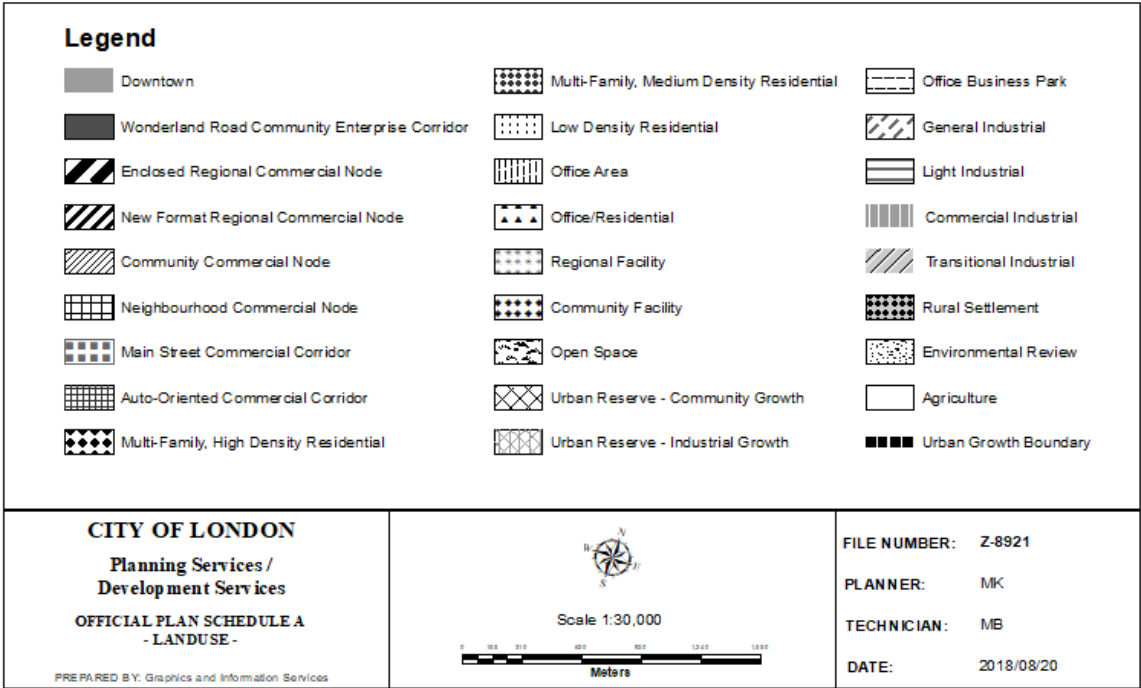 Legend
Downtown
Wonderland Road Community Enterprise Corridor
Enclosed Regional Commercial Node
New Format Regional Commercial Node
Community Commercial Node
Neighbourhood Commercial Node
Main Street Commercial Corridor
Auto-Oriented Commercial Corridor
Multi-Family, High Density Residential
Multi-Family, Medium Density Residential
Low Density Residential
Office Area
Office/Residential
Regional Facility
Community Facility
Open Space
Urban Reserve - Community Growth
Urban Reserve - Industrial Growth
Office Business Park
General Industrial
Light Industrial
Commercial Industrial
Transitional Industrial
Rural Settlement
Environmental Review
Agriculture
Urban Growth Boundary
CITY OF LONDON
Planning Services /
Development Services
OFFICIAL PLAN SCHEDULE A
- LANDUSE -
PREPARED BY: Graphics and Information Services
N
W E
S
Scale 1:30,000
Meters
FILE NUMBER: Z-8921
PLANNER: MK
TECHNICIAN: MB
DATE: 2018/08/20